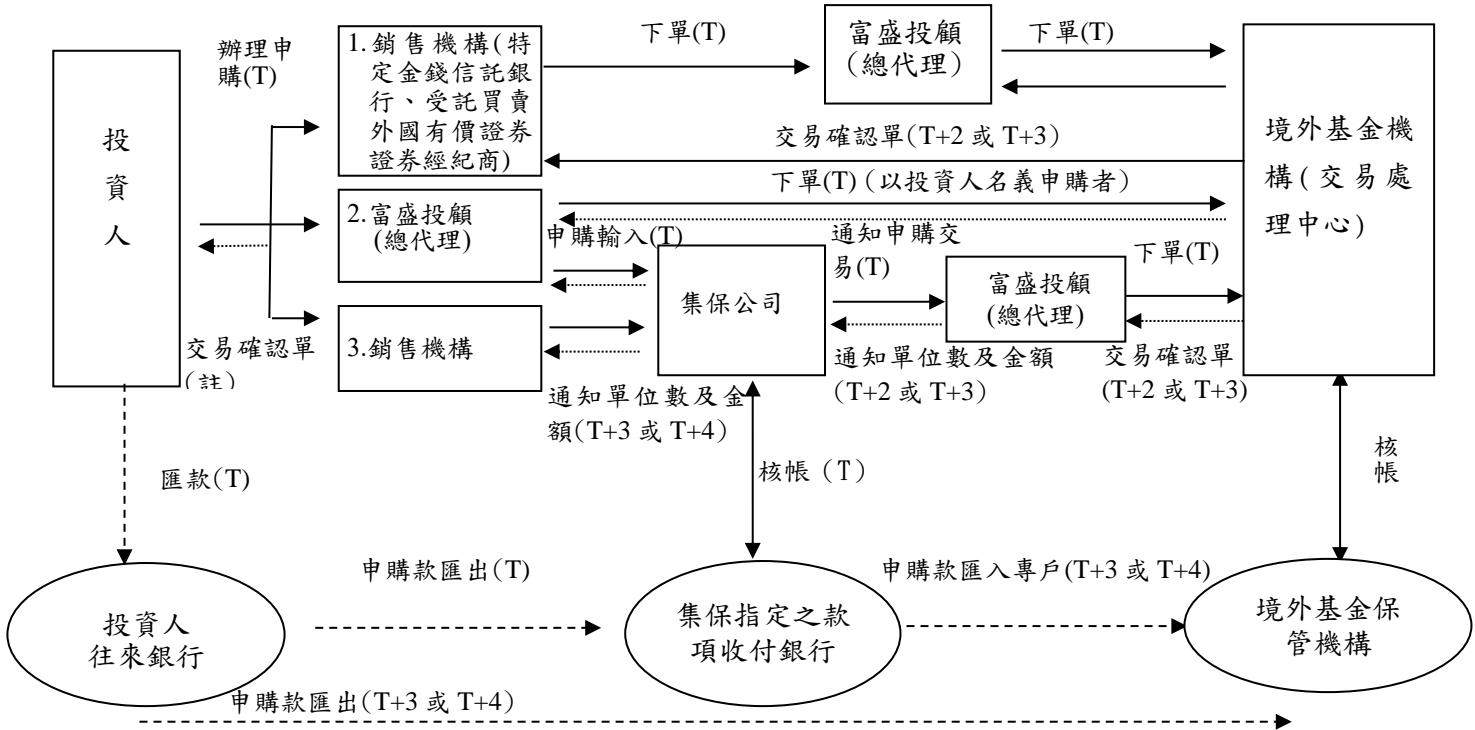 投
資
人
辦理申
購(T)
1.銷售機構(特
定金錢信託銀
行、受託買賣
外國有價證券
證券經紀商)
下單(T)
富盛投顧
(總代理)
下單(T)
境外基金機
構(交易處
理中心)
交易確認單(T+2 或 T+3)
下單(T) (以投資人名義申購者)
2.富盛投顧
(總代理)
申購輸入(T)
通知申購交
易(T)
下單(T)
集保公司
富盛投顧
(總代理)
3.銷售機構
交易確認單
(註)
通知單位數及金
額(T+3 或 T+4)
通知單位數及金額
(T+2 或 T+3)
交易確認單
(T+2 或 T+3)
匯款(T)
核帳(T)
核
帳
申購款匯出(T)
申購款匯入專戶(T+3 或 T+4)
投資人
往來銀行
集保指定之款
項收付銀行
境外基金保
管機構
申購款匯出(T+3 或 T+4)